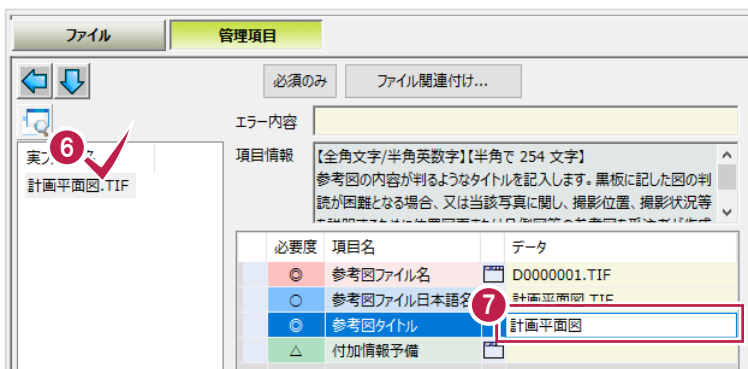 ファイル
管理項目
必須のみ
ファイル関連付け...
エラー内容
6
実
計画平面図.TIF
項目情報
【全角文字/半角英数字】【半角で 254 文字】
参考図の内容が判るようなタイトルを記入します。黒板に記した図の判
読が困難となる場合、又は当該写真に関し、撮影位置、撮影状況等
必要度 項目名 データ
◎ 参考図ファイル名 D0000001.TIF
○ 参考図ファイル日本語名 計画平面図.TIF
7
◎ 参考図タイトル 計画平面図
△ 付加情報予備